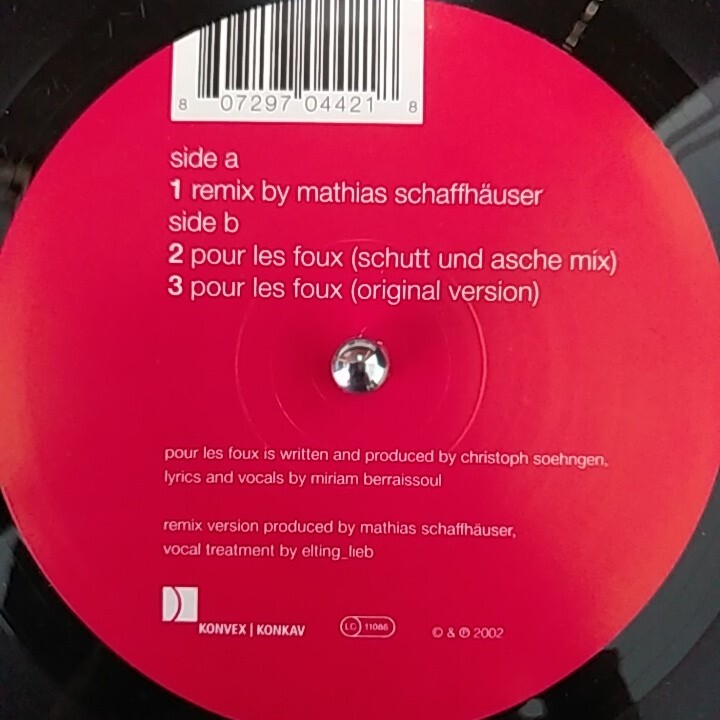 8 07297 04421 8
side a
1 remix by mathias schaffhäuser
side b
2 pour les foux (schutt und asche mix)
3 pour les foux (original version)
pour les foux is written and produced by christoph soehngen,
lyrics and vocals by miriam berraissoul
remix version produced by mathias schaffhäuser,
vocal treatment by elting_lieb
KONVEX | KONKAV LC 11086 © & ℗ 2002